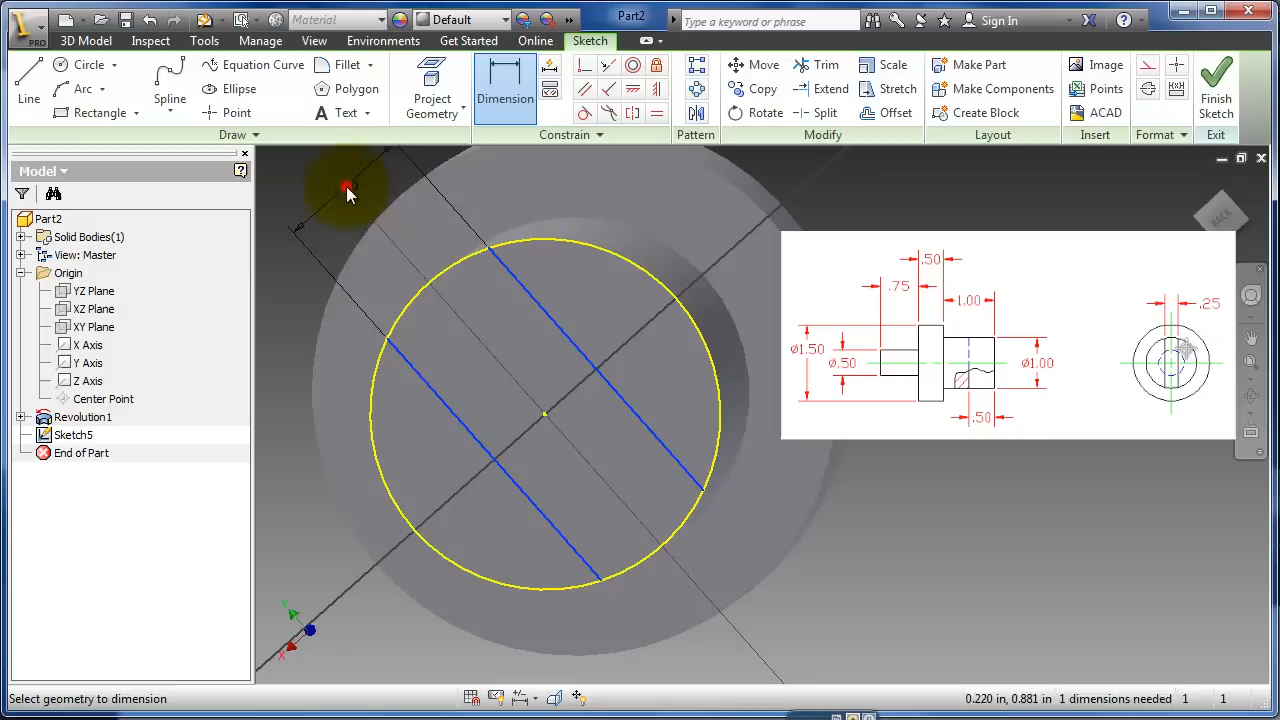 Material
Default
Part2
Type a keyword or phrase
Sign In
PRO
3D Model
Inspect
Tools
Manage
View
Environments
Get Started
Online
Sketch
Line
Circle
Arc
Rectangle
Spline
Equation Curve
Ellipse
Point
Fillet
Polygon
Text
Project Geometry
Dimension
Move
Copy
Rotate
Trim
Extend
Split
Scale
Stretch
Offset
Make Part
Make Components
Create Block
Image
Points
ACAD
Finish Sketch
Draw
Constrain
Pattern
Modify
Layout
Insert
Format
Exit
Model
Part2
Solid Bodies(1)
View: Master
Origin
YZ Plane
XZ Plane
XY Plane
X Axis
Y Axis
Z Axis
Center Point
Revolution1
Sketch5
End of Part
BACK
.50
.75
1.00
.25
Ø1.50
Ø.50
Ø1.00
.50
Y
X
Select geometry to dimension
0.220 in, 0.881 in
1 dimensions needed
1
1